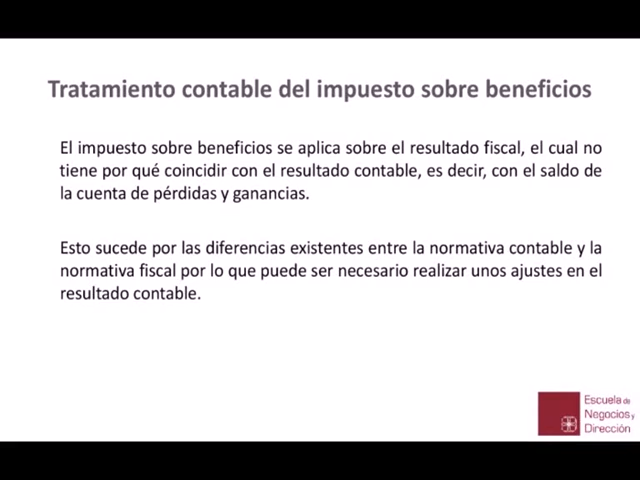 Tratamiento contable del impuesto sobre beneficios
El impuesto sobre beneficios se aplica sobre el resultado fiscal, el cual no
tiene por qué coincidir con el resultado contable, es decir, con el saldo de
la cuenta de pérdidas y ganancias.
Esto sucede por las diferencias existentes entre la normativa contable y la
normativa fiscal por lo que puede ser necesario realizar unos ajustes en el
resultado contable.
Escuela de
Negocios y
Dirección